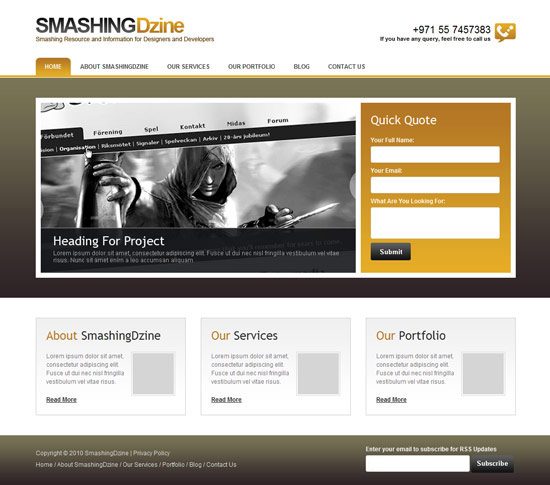 SMASHINGDzine
Smashing Resource and Information for Designers and Developers
+971 55 7457383
If you have any query, feel free to call us
HOME
ABOUT SMASHINGDZINE
OUR SERVICES
OUR PORTFOLIO
BLOG
CONTACT US
Förbundet
Förening
Spel
Kontakt
Midas
Forum
Organisation | Riksmötet | Signaler | Spelveckan | Arkiv | 20-års jubileum!
Heading For Project
Lorem ipsum dolor sit amet, consectetur adipiscing elit. Fusce ut dui nec nisl fringilla vestibulum vel vitae
risus. Nunc sit amet enim a leo accumsan aliquam.
Quick Quote
Your Full Name:
Your Email:
What Are You Looking For:
Submit
About SmashingDzine
Lorem ipsum dolor sit amet,
consectetur adipiscing elit.
Fusce ut dui nec nisl fringilla
vestibulum vel vitae risus.
Read More
Our Services
Lorem ipsum dolor sit amet,
consectetur adipiscing elit.
Fusce ut dui nec nisl fringilla
vestibulum vel vitae risus.
Read More
Our Portfolio
Lorem ipsum dolor sit amet,
consectetur adipiscing elit.
Fusce ut dui nec nisl fringilla
vestibulum vel vitae risus.
Read More
Copyright © 2010 SmashingDzine | Privacy Policy
Home / About SmashingDzine / Our Services / Portfolio / Blog / Contact Us
Enter your email to subscribe for RSS Updates
Subscribe